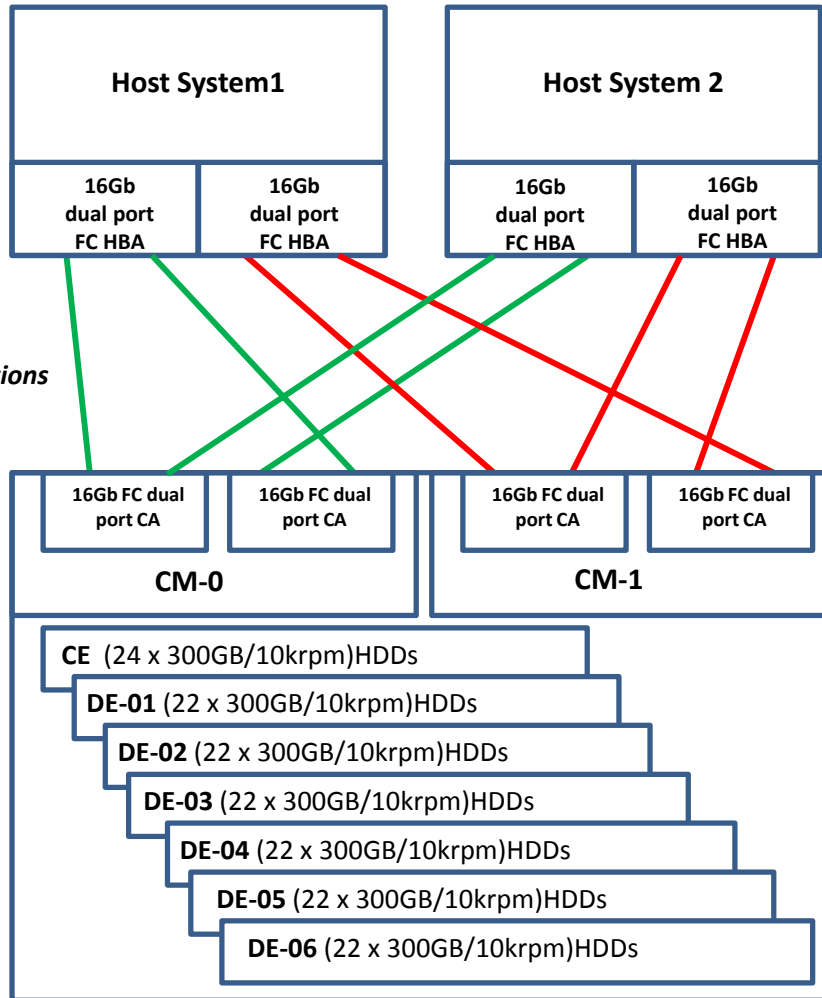 Host System1
Host System 2
16Gb
dual port
FC HBA
16Gb
dual port
FC HBA
16Gb
dual port
FC HBA
16Gb
dual port
FC HBA
tions
16Gb FC dual
port CA
16Gb FC dual
port CA
16Gb FC dual
port CA
16Gb FC dual
port CA
CM-0
CM-1
CE (24 x 300GB/10krpm)HDDs
DE-01 (22 x 300GB/10krpm)HDDs
DE-02 (22 x 300GB/10krpm)HDDs
DE-03 (22 x 300GB/10krpm)HDDs
DE-04 (22 x 300GB/10krpm)HDDs
DE-05 (22 x 300GB/10krpm)HDDs
DE-06 (22 x 300GB/10krpm)HDDs